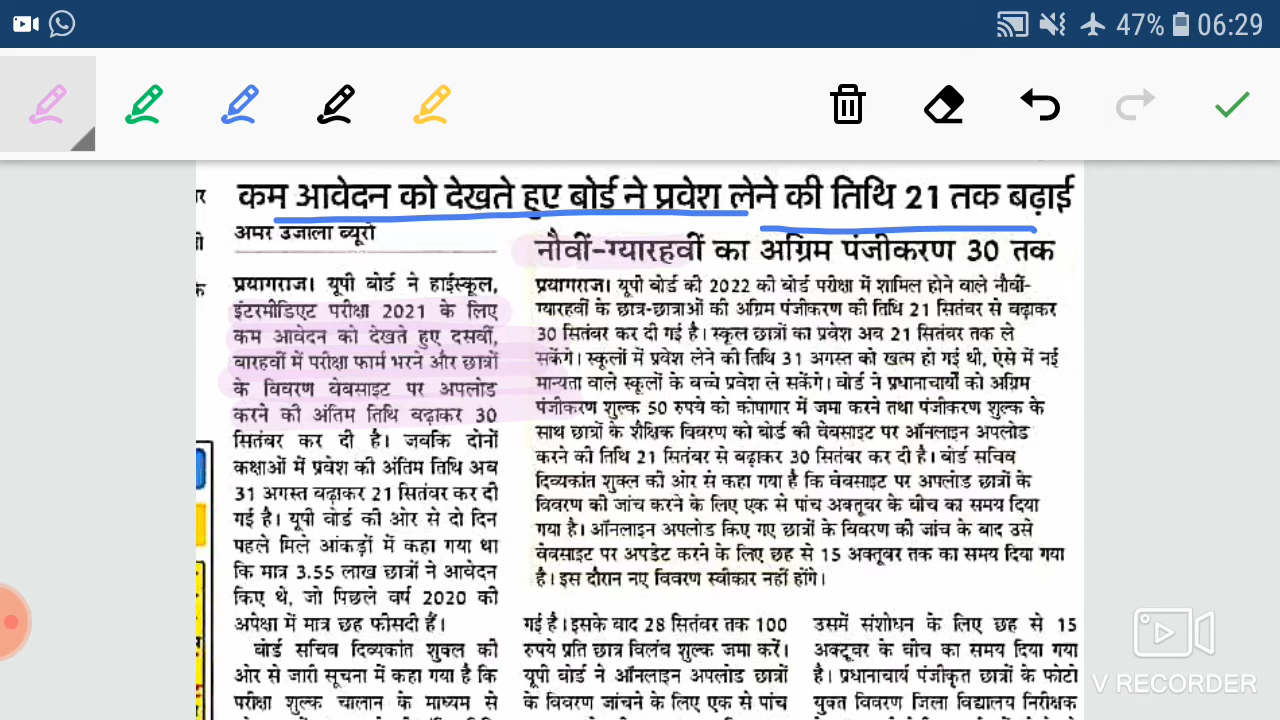 47% 06:29
कम आवेदन को देखते हुए बोर्ड ने प्रवेश लेने की तिथि 21 तक बढ़ाई
अमर उजाला ब्यूरो
प्रयागराज। यूपी बोर्ड ने हाईस्कूल,
इंटरमीडिएट परीक्षा 2021 के लिए
कम आवेदन को देखते हुए दसवीं,
बारहवीं में परीक्षा फार्म भरने और छात्रों
के विवरण वेबसाइट पर अपलोड
करने की अंतिम तिथि बढ़ाकर 30
सितंबर कर दी है। जबकि दोनों
कक्षाओं में प्रवेश की अंतिम तिथि अब
31 अगस्त बढ़ाकर 21 सितंबर कर दी
गई है। यूपी बोर्ड की ओर से दो दिन
पहले मिले आंकड़ों में कहा गया था
कि मात्र 3.55 लाख छात्रों ने आवेदन
किए थे, जो पिछले वर्ष 2020 की
अपेक्षा में मात्र छह फीसदी हैं।
बोर्ड सचिव दिव्यकांत शुक्ल की
ओर से जारी सूचना में कहा गया है कि
परीक्षा शुल्क चालान के माध्यम से
नौवीं-ग्यारहवीं का अग्रिम पंजीकरण 30 तक
प्रयागराज। यूपी बोर्ड की 2022 की बोर्ड परीक्षा में शामिल होने वाले नौवीं-
ग्यारहवीं के छात्र-छात्राओं की अग्रिम पंजीकरण की तिथि 21 सितंबर से बढ़ाकर
30 सितंबर कर दी गई है। स्कूल छात्रों का प्रवेश अब 21 सितंबर तक ले
सकेंगे। स्कूलों में प्रवेश लेने की तिथि 31 अगस्त को खत्म हो गई थी, ऐसे में नई
मान्यता वाले स्कूलों के बच्चे प्रवेश ले सकेंगे। बोर्ड ने प्रधानाचार्यों को अग्रिम
पंजीकरण शुल्क 50 रुपये को कोषागार में जमा करने तथा पंजीकरण शुल्क के
साथ छात्रों के शैक्षिक विवरण को बोर्ड की वेबसाइट पर ऑनलाइन अपलोड
करने की तिथि 21 सितंबर से बढ़ाकर 30 सितंबर कर दी है। बोर्ड सचिव
दिव्यकांत शुक्ल की ओर से कहा गया है कि वेबसाइट पर अपलोड छात्रों के
विवरण की जांच करने के लिए एक से पांच अक्तूबर के बीच का समय दिया
गया है। ऑनलाइन अपलोड किए गए छात्रों के विवरण की जांच के बाद उसे
वेबसाइट पर अपडेट करने के लिए छह से 15 अक्तूबर तक का समय दिया गया
है। इस दौरान नए विवरण स्वीकार नहीं होंगे।
गई है। इसके बाद 28 सितंबर तक 100
रुपये प्रति छात्र विलंब शुल्क जमा करें।
यूपी बोर्ड ने ऑनलाइन अपलोड छात्रों
के विवरण जांचने के लिए एक से पांच
उसमें संशोधन के लिए छह से 15
अक्टूबर के बीच का समय दिया गया
है। प्रधानाचार्य पंजीकृत छात्रों के फोटो
युक्त विवरण जिला विद्यालय निरीक्षक
V RECORDER